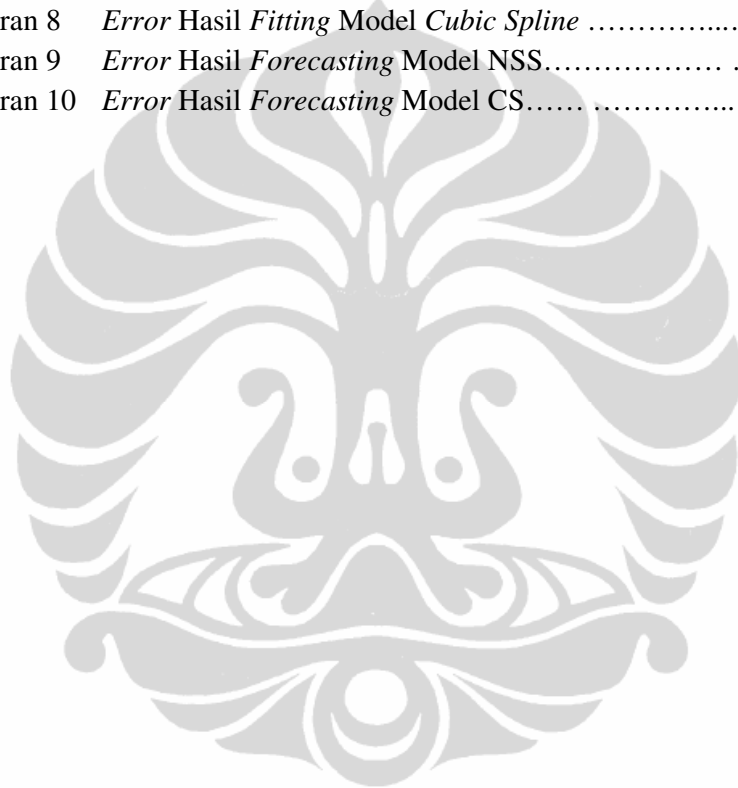 ran 8 Error Hasil Fitting Model Cubic Spline …………...…
ran 9 Error Hasil Forecasting Model NSS……………… .
ran 10 Error Hasil Forecasting Model CS…… …………...